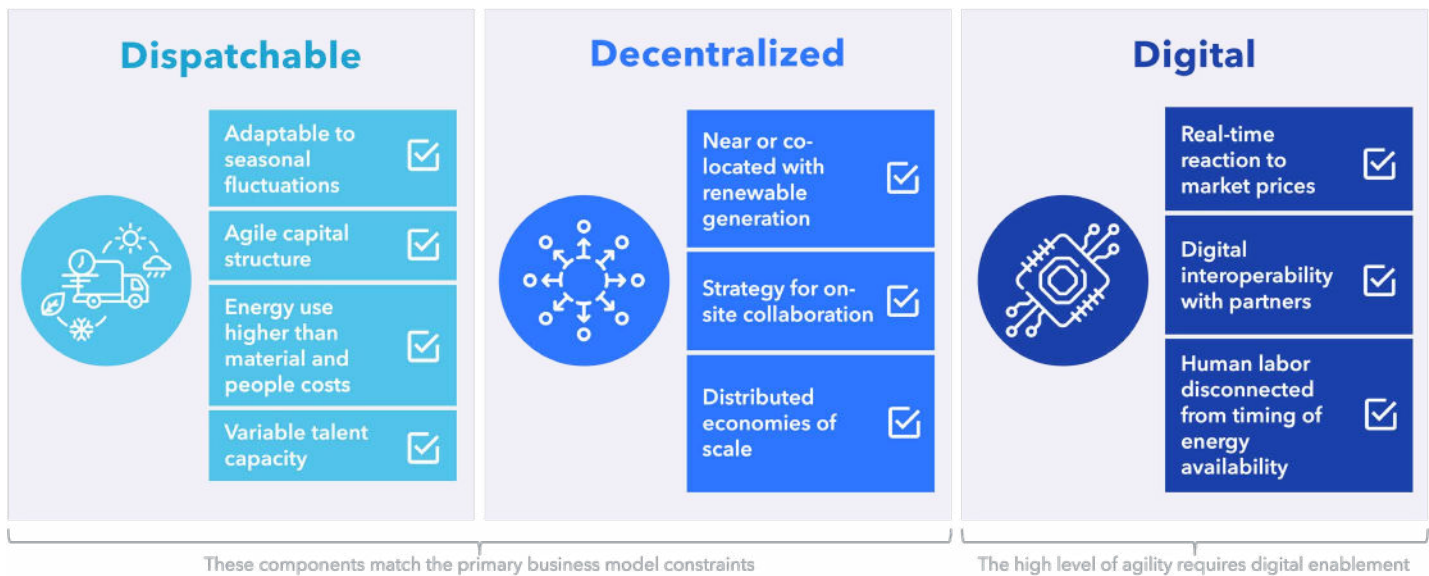 Dispatchable
Adaptable to
seasonal
fluctuations
Agile capital
structure
Energy use
higher than
material and
people costs
Variable talent
capacity
Decentralized
Near or co-
located with
renewable
generation
Strategy for on-
site collaboration
Distributed
economies of
scale
Digital
Real-time
reaction to
market prices
Digital
interoperability
with partners
Human labor
disconnected
from timing of
energy
availability
These components match the primary business model constraints
The high level of agility requires digital enablement